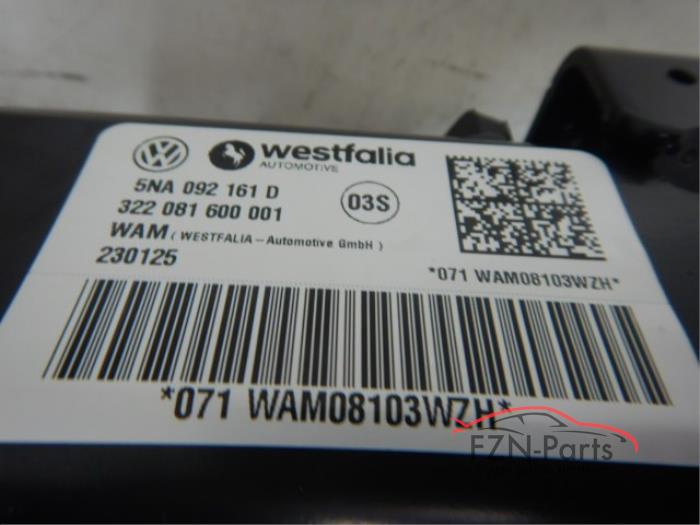 westfalia
AUTOMOTIVE
5NA 092 161 D
322 081 600 001
03S
WAM ( WESTFALIA – Automotive GmbH )
230125
*071 WAM08103WZH*
*071 WAM08103WZH*
FZN-Parts